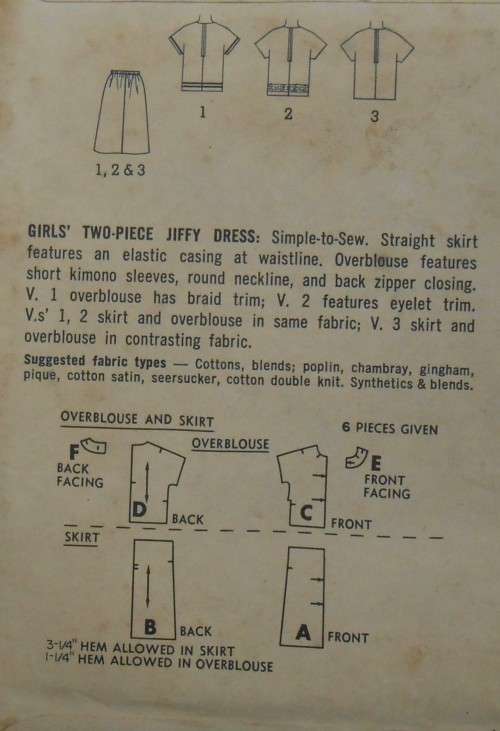 1
2
3
1, 2 & 3
GIRLS' TWO-PIECE JIFFY DRESS: Simple-to-Sew. Straight skirt
features an elastic casing at waistline. Overblouse features
short kimono sleeves, round neckline, and back zipper closing.
V. 1 overblouse has braid trim; V. 2 features eyelet trim.
V.s' 1, 2 skirt and overblouse in same fabric; V. 3 skirt and
overblouse in contrasting fabric.
Suggested fabric types — Cottons, blends; poplin, chambray, gingham,
pique, cotton satin, seersucker, cotton double knit. Synthetics & blends.
OVERBLOUSE AND SKIRT
6 PIECES GIVEN
OVERBLOUSE
F
BACK
FACING
D
BACK
C
FRONT
E
FRONT
FACING
SKIRT
B
BACK
A
FRONT
3-1/4" HEM ALLOWED IN SKIRT
1-1/4" HEM ALLOWED IN OVERBLOUSE